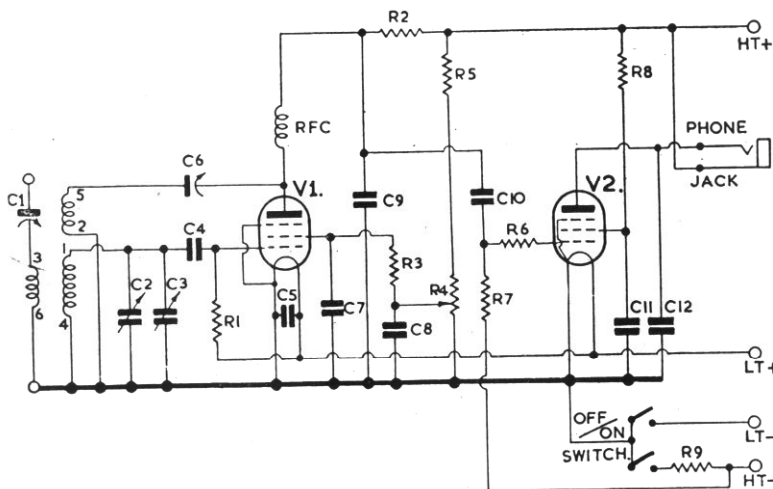 R2
HT+
R5
R8
RFC
PHONE
C6
C1
5
V1.
V2.
JACK
2
C9
C10
C4
1
R6
3
R3
C2
C3
R4
R7
6
4
R1
C5
C7
C8
C11
C12
LT+
OFF
ON
LT-
SWITCH.
R9
HT-